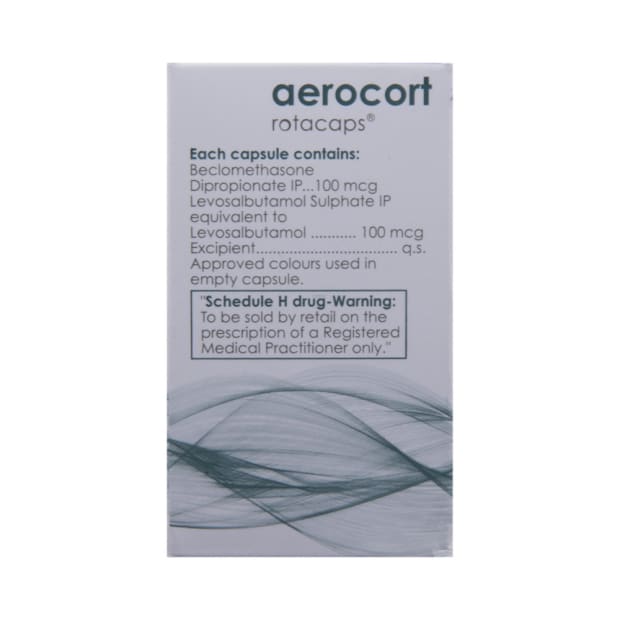 aerocort
rotacaps®
Each capsule contains:
Beclomethasone
Dipropionate IP...100 mcg
Levosalbutamol Sulphate IP
equivalent to
Levosalbutamol ........... 100 mcg
Excipient................................. q.s.
Approved colours used in
empty capsule.
"Schedule H drug-Warning:
To be sold by retail on the
prescription of a Registered
Medical Practitioner only."